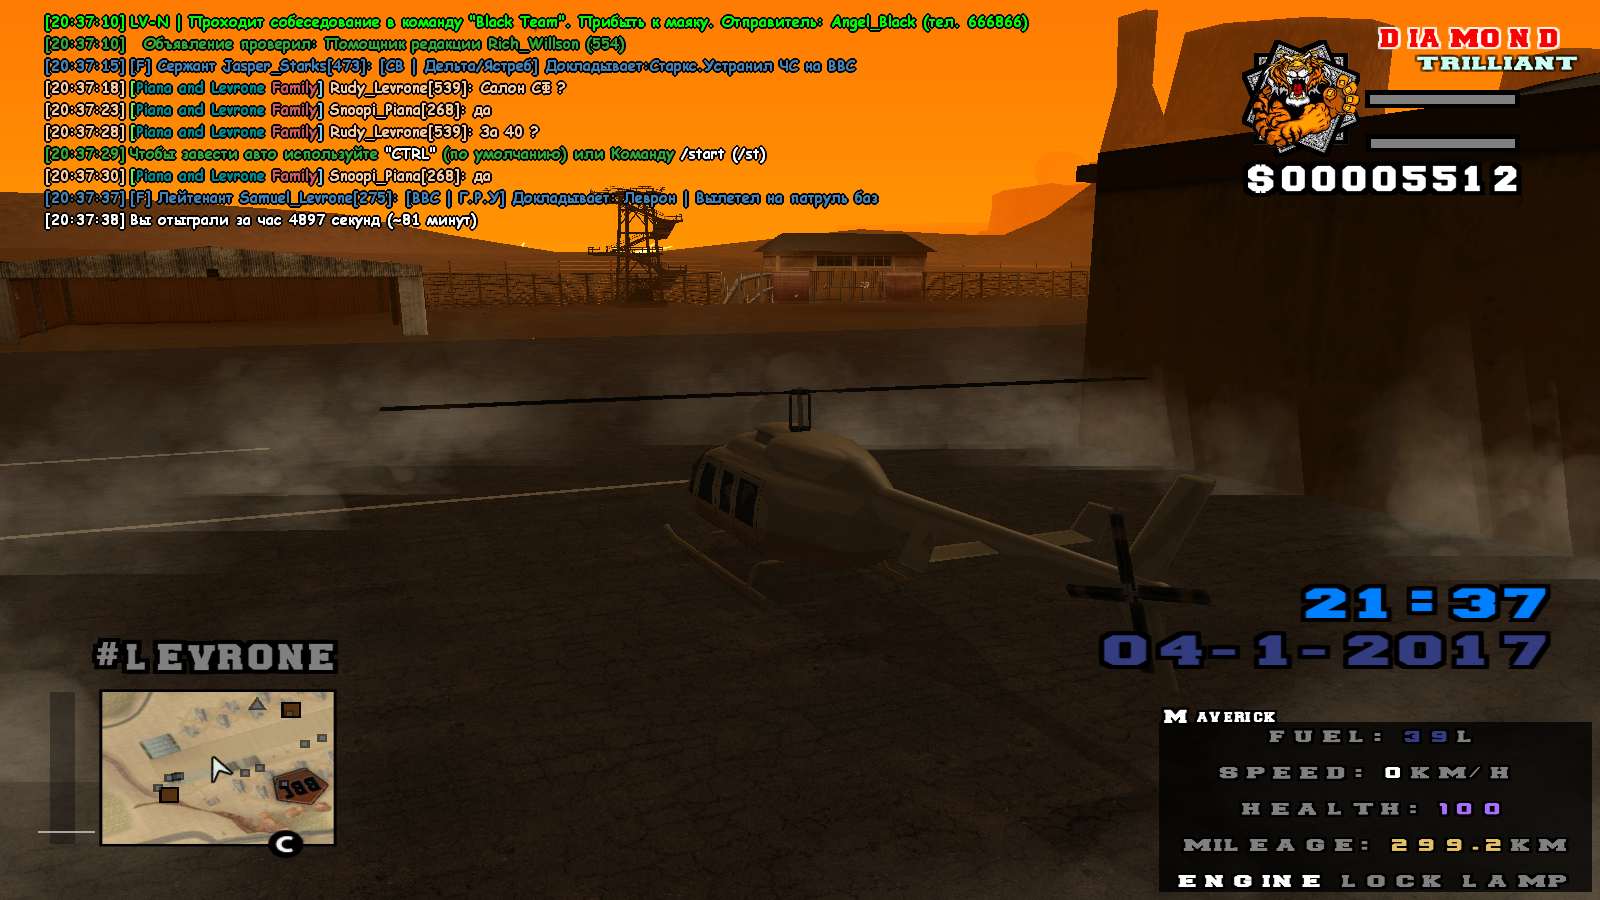 [20:37:10] LV-N | Проходит собеседование в команду "Black Team". Прибыть к маяку. Отправитель: Angel_Black (тел. 666866)
[20:37:10] Объявление проверил: Помощник редакции Rich_Willson (554)
[20:37:15] [F] Сержант Jasper_Starks[473]: [СВ | Дельта/Ястреб] Докладывает:Старкс.Устранил ЧС на ВВС
[20:37:18] [Piana and Levrone Family] Rudy_Levrone[539]: Салон СФ ?
[20:37:23] [Piana and Levrone Family] Snoopi_Piana[268]: да
[20:37:28] [Piana and Levrone Family] Rudy_Levrone[539]: За 40 ?
[20:37:29] Чтобы завести авто используйте "CTRL" (по умолчанию) или Команду /start (/st)
[20:37:30] [Piana and Levrone Family] Snoopi_Piana[268]: да
[20:37:37] [F] Лейтенант Samuel_Levrone[275]: [ВВС | Г.Р.У] Докладывает: Леврон | Вылетел на патруль баз
[20:37:38] Вы отыграли за час 4897 секунд (~81 минут)
DIAMOND
TRILLIANT
$00005512
21:37
04-1-2017
#LEVRONE
ВВС
C
MAVERICK
FUEL: 39L
SPEED: 0KM/H
HEALTH: 100
MILEAGE: 299.2KM
ENGINE LOCK LAMP